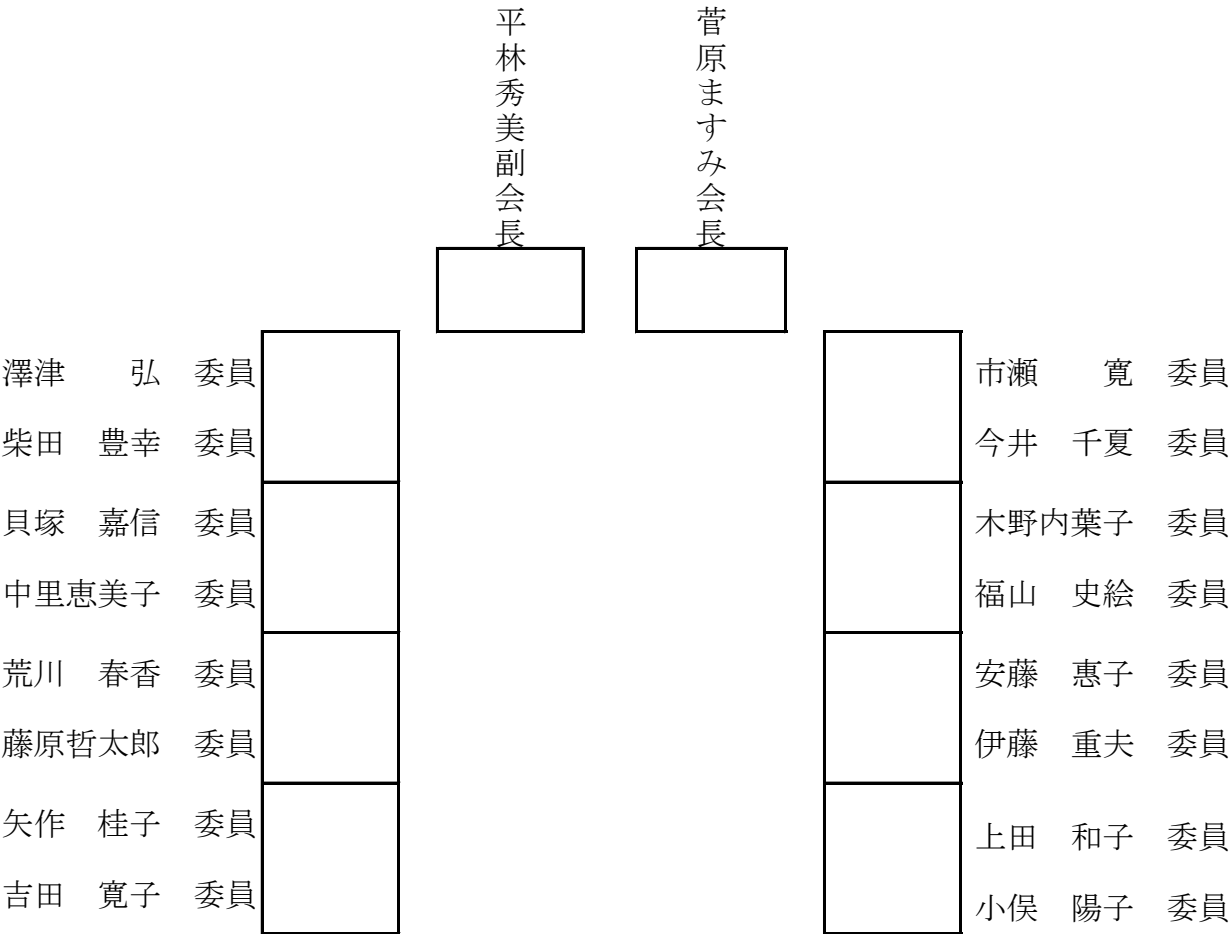 菅原ますみ会長
平林秀美副会長
澤津　　弘　委員
柴田　豊幸　委員
貝塚　嘉信　委員
中里恵美子　委員
荒川　春香　委員
藤原哲太郎　委員
矢作　桂子　委員
吉田　寛子　委員
市瀬　　寛　委員
今井　千夏　委員
木野内葉子　委員
福山　史絵　委員
安藤　惠子　委員
伊藤　重夫　委員
上田　和子　委員
小俣　陽子　委員